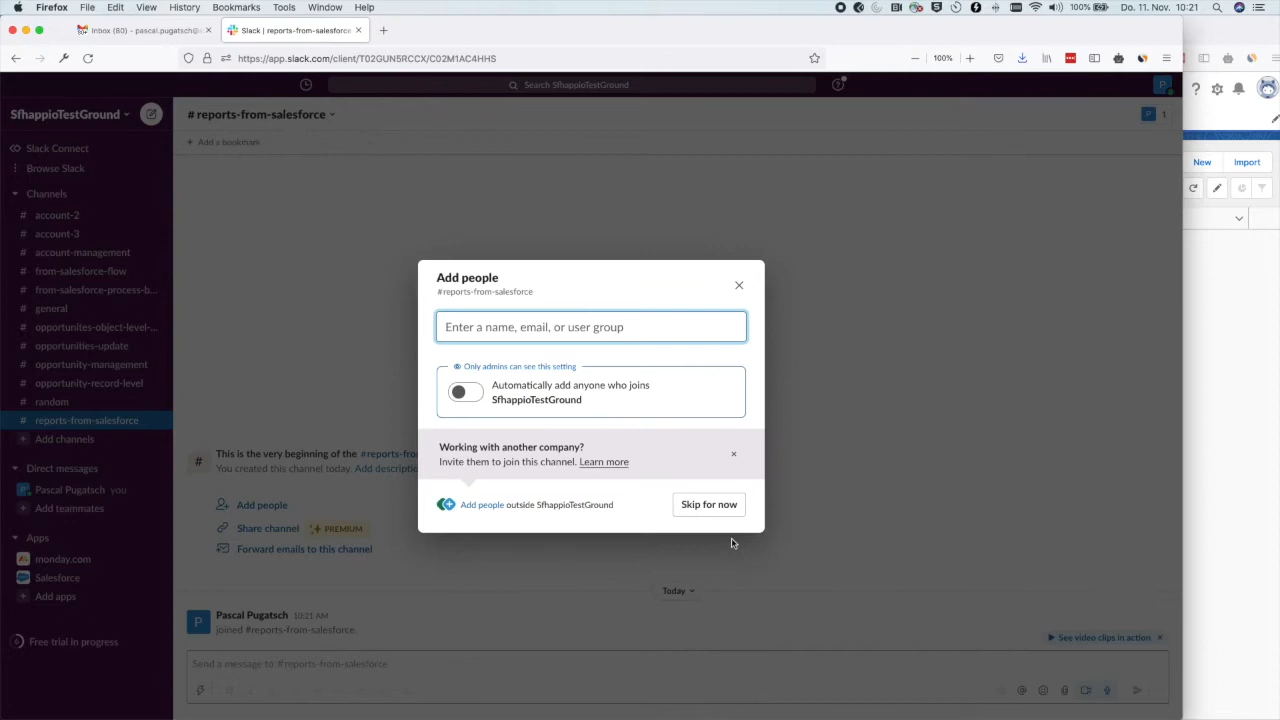 Firefox File Edit View History Bookmarks Tools Window Help 100% Do. 11. Nov. 10:21
Inbox (80) - pascal.pugatsch@gm
Slack | reports-from-salesforce
https://app.slack.com/client/T02GUN5RCCX/C02M1AC4HHS
100%
Search SfhappioTestGround
P
SfhappioTestGround
# reports-from-salesforce
P 1
Add a bookmark
Slack Connect
Browse Slack
Channels
# account-2
# account-3
# account-management
# from-salesforce-flow
# from-salesforce-process-b...
# general
# opportunites-object-level-...
# opportunities-update
# opportunity-management
# opportunity-record-level
# random
# reports-from-salesforce
Add channels
Direct messages
Pascal Pugatsch you
Add teammates
Apps
monday.com
Salesforce
Add apps
Free trial in progress
Add people
#reports-from-salesforce
Enter a name, email, or user group
Only admins can see this setting
Automatically add anyone who joins
SfhappioTestGround
Working with another company?
Invite them to join this channel. Learn more
Add people outside SfhappioTestGround
Skip for now
#
This is the very beginning of the #reports-fro
You created this channel today. Add descriptio
Add people
Share channel PREMIUM
Forward emails to this channel
Today
P
Pascal Pugatsch 10:21 AM
joined #reports-from-salesforce.
See video clips in action
Send a message to #reports-from-salesforce
New
Import